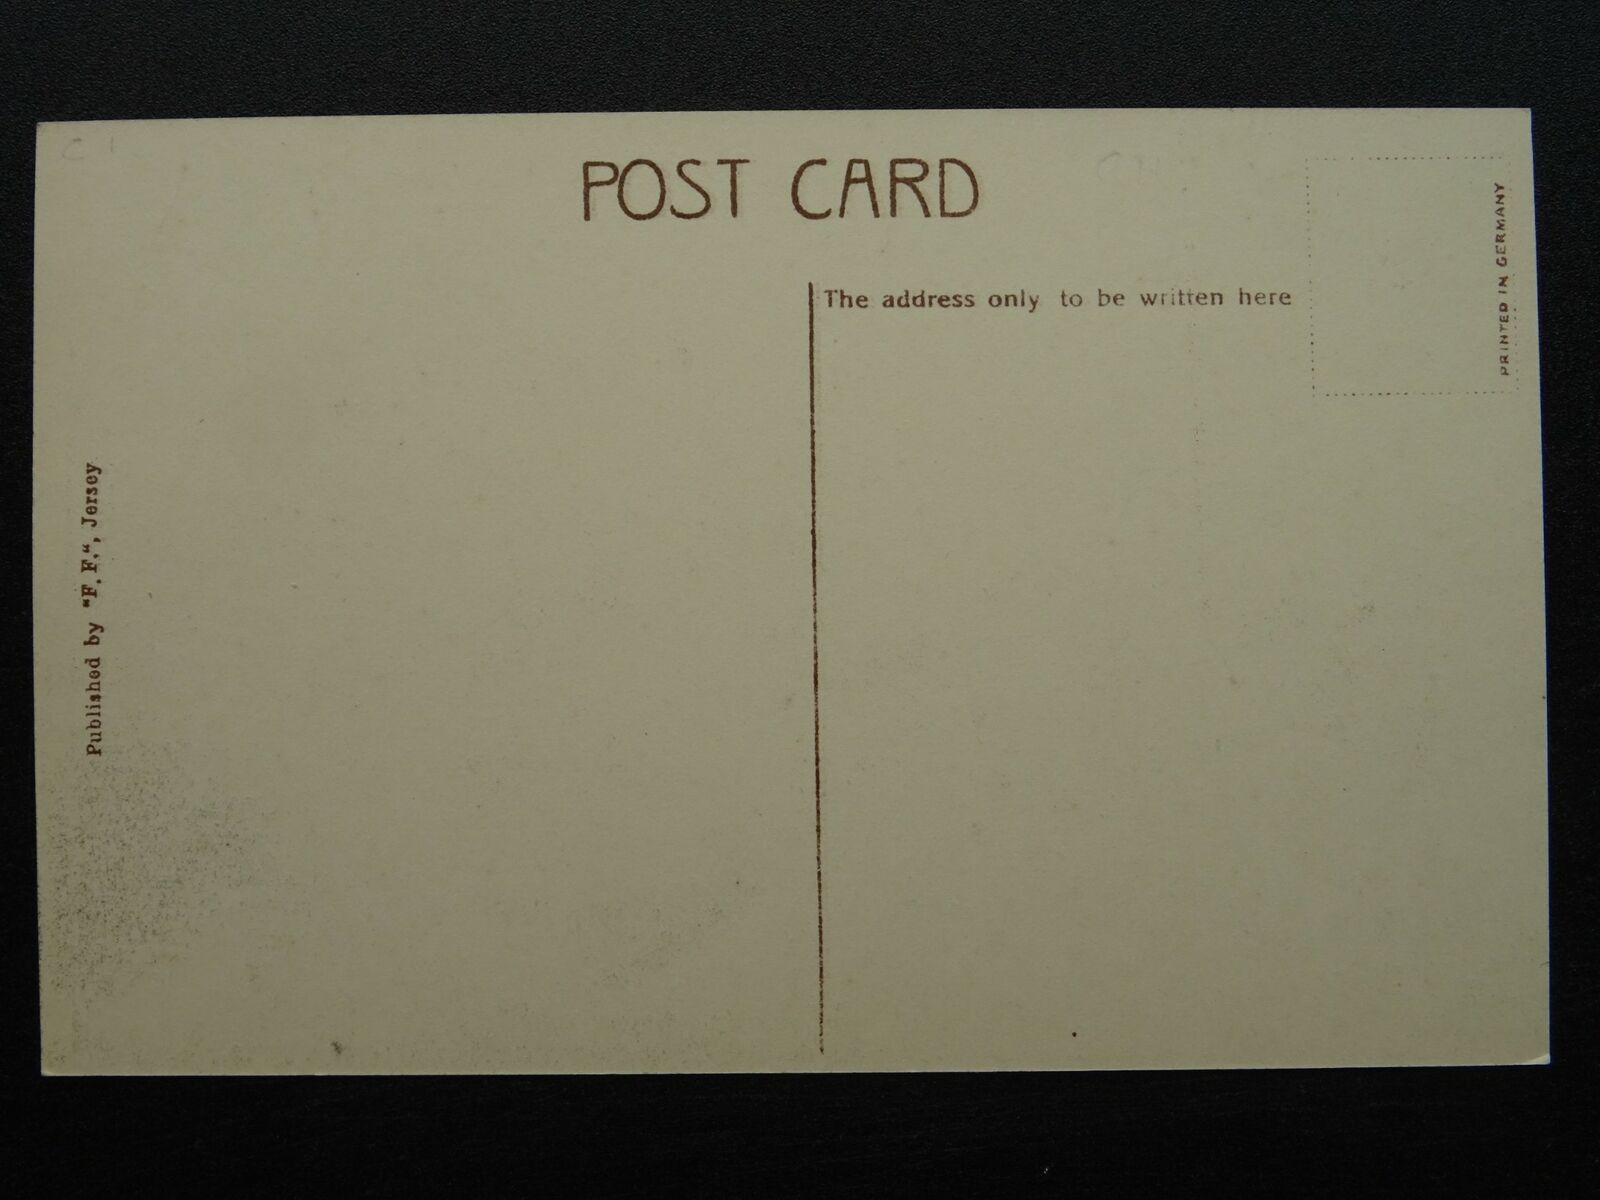 POST CARD
The address only to be written here
PRINTED IN GERMANY
Published by "F. F.“, Jersey